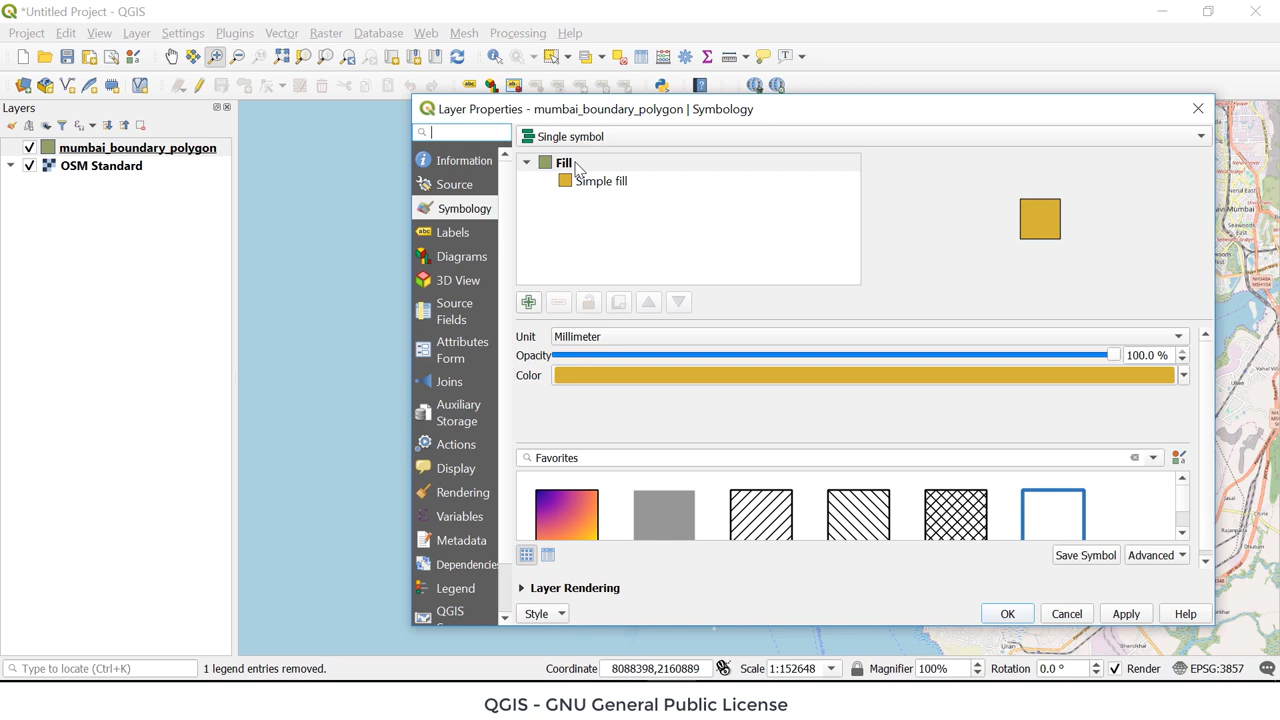 *Untitled Project - QGIS
Project Edit View Layer Settings Plugins Vector Raster Database Web Mesh Processing Help
Layers
mumbai_boundary_polygon
OSM Standard
Layer Properties - mumbai_boundary_polygon | Symbology
Single symbol
Information
Source
Symbology
Labels
Diagrams
3D View
Source
Fields
Attributes
Form
Joins
Auxiliary
Storage
Actions
Display
Rendering
Variables
Metadata
Dependencies
Legend
QGIS
Fill
Simple fill
Unit Millimeter
Opacity 100.0 %
Color
Favorites
Save Symbol Advanced
Layer Rendering
Style OK Cancel Apply Help
Type to locate (Ctrl+K) 1 legend entries removed. Coordinate 8088398,2160889 Scale 1:152648 Magnifier 100% Rotation 0.0 ° Render EPSG:3857
QGIS - GNU General Public License